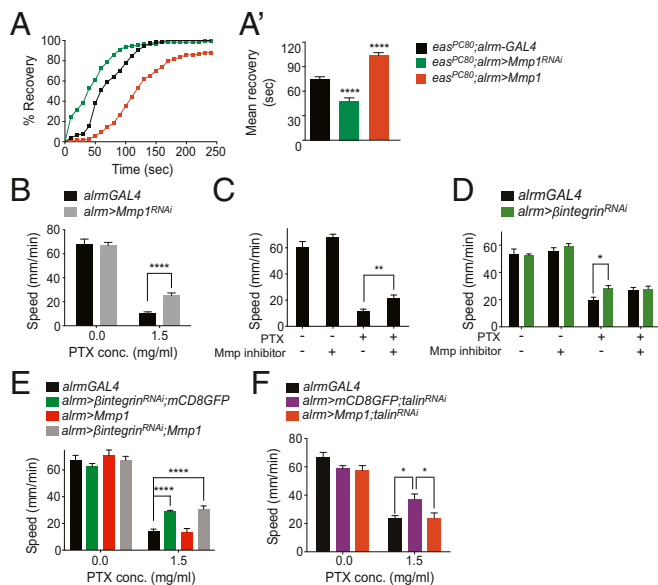 A
% Recovery
100
80
60
40
20
0
0 50 100 150 200 250
Time (sec)
A'
Mean recovery
(sec)
120
90
60
30
0
**** ****
easPC80;alrm-GAL4
easPC80;alrm>Mmp1RNAi
easPC80;alrm>Mmp1
B
alrmGAL4
alrm>Mmp1RNAi
Speed (mm/min)
80
60
40
20
0
****
0.0 1.5
PTX conc. (mg/ml)
C
Speed (mm/min)
80
60
40
20
0
**
PTX - - + +
Mmp inhibitor - + - +
D
alrmGAL4
alrm>βintegrinRNAi
Speed (mm/min)
80
60
40
20
0
*
PTX - - + +
Mmp inhibitor - + - +
E
alrmGAL4
alrm>βintegrinRNAi;mCD8GFP
alrm>Mmp1
alrm>βintegrinRNAi;Mmp1
Speed (mm/min)
60
40
20
0
****
****
0.0 1.5
PTX conc. (mg/ml)
F
alrmGAL4
alrm>mCD8GFP;talinRNAi
alrm>Mmp1;talinRNAi
Speed (mm/min)
80
60
40
20
0
* *
0.0 1.5
PTX conc. (mg/ml)